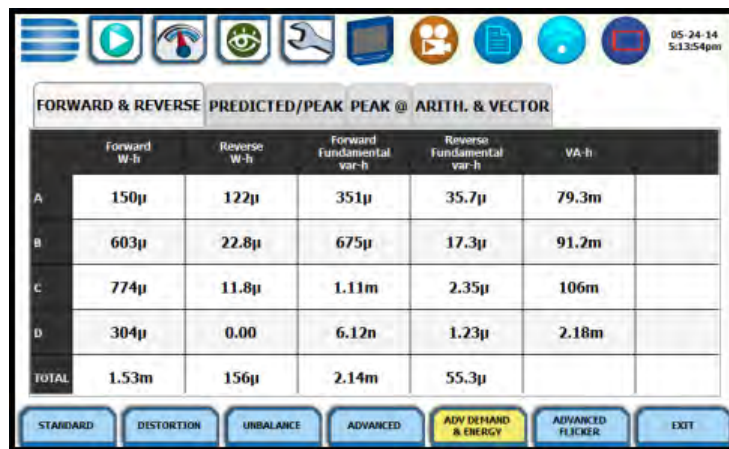 05-24-14
5:13:54pm
FORWARD & REVERSE PREDICTED/PEAK PEAK @ ARITH. & VECTOR
Forward W-h Reverse W-h Forward Fundamental var-h Reverse Fundamental var-h VA-h
A 150µ 122µ 351µ 35.7µ 79.3m
B 603µ 22.8µ 675µ 17.3µ 91.2m
C 774µ 11.8µ 1.11m 2.35µ 106m
D 304µ 0.00 6.12n 1.23µ 2.18m
TOTAL 1.53m 156µ 2.14m 55.3µ
STANDARD DISTORTION UNBALANCE ADVANCED ADV DEMAND & ENERGY ADVANCED FLICKER EXIT